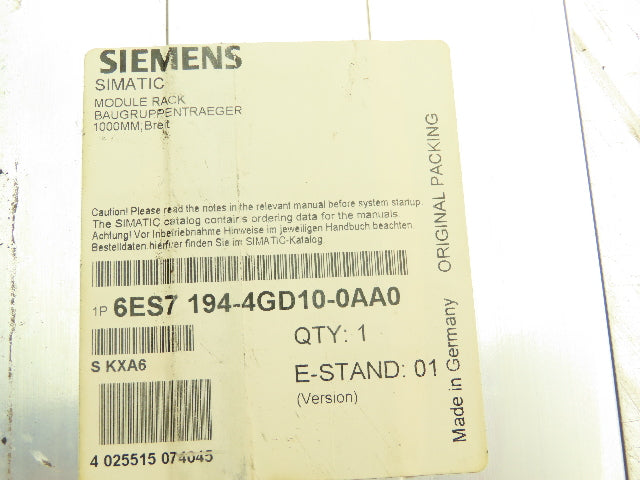 SIEMENS
SIMATIC
MODULE RACK
BAUGRUPPENTRAEGER
1000MM,Breit
Caution! Please read the notes in the relevant manual before system startup.
The SIMATIC catalog contains ordering data for the manuals.
Achtung! Vor Inbetriebnahme Hinweise im jeweiligen Handbuch beachten.
Bestelldaten hierfür finden Sie im SIMATIC-Katalog
1P 6ES7 194-4GD10-0AA0
QTY: 1
S KXA6
E-STAND: 01
(Version)
4 025515 074045
Made in Germany
ORIGINAL PACKING